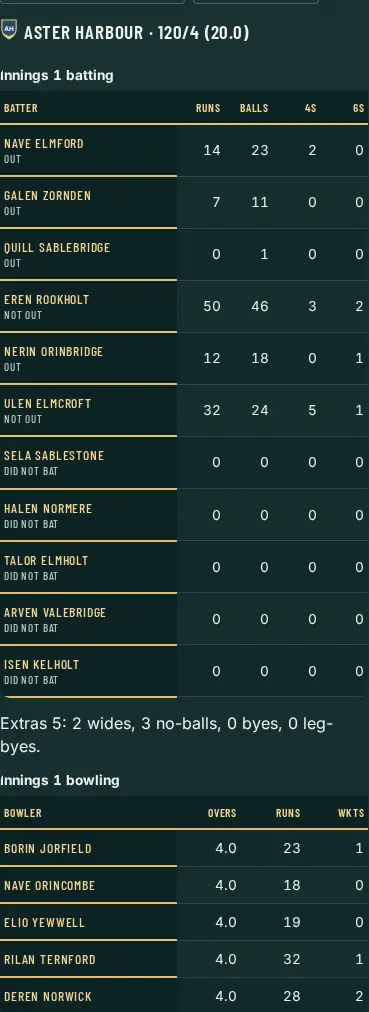 AH ASTER HARBOUR · 120/4 (20.0)
Innings 1 batting
BATTER RUNS BALLS 4S 6S
NAVE ELMFORD 14 23 2 0
OUT
GALEN ZORNDEN 7 11 0 0
OUT
QUILL SABLEBRIDGE 0 1 0 0
OUT
EREN ROOKHOLT 50 46 3 2
NOT OUT
NERIN ORINBRIDGE 12 18 0 1
OUT
ULEN ELMCROFT 32 24 5 1
NOT OUT
SELA SABLESTONE 0 0 0 0
DID NOT BAT
HALEN NORMERE 0 0 0 0
DID NOT BAT
TALOR ELMHOLT 0 0 0 0
DID NOT BAT
ARVEN VALEBRIDGE 0 0 0 0
DID NOT BAT
ISEN KELHOLT 0 0 0 0
DID NOT BAT
Extras 5: 2 wides, 3 no-balls, 0 byes, 0 leg-
byes.
Innings 1 bowling
BOWLER OVERS RUNS WKTS
BORIN JORFIELD 4.0 23 1
NAVE ORINCOMBE 4.0 18 0
ELIO YEWWELL 4.0 19 0
RILAN TERNFORD 4.0 32 1
DEREN NORWICK 4.0 28 2